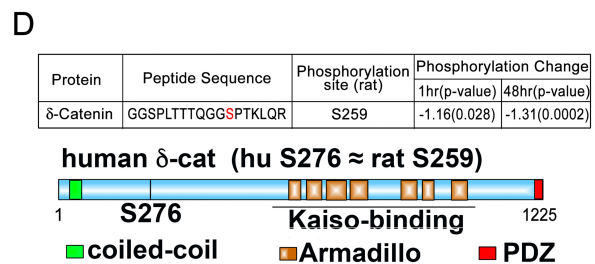 D
Protein Peptide Sequence Phosphorylation site (rat) Phosphorylation Change
1hr(p-value) 48hr(p-value)
δ-Catenin GGSPLTTTQGGSPTKLQR S259 -1.16(0.028) -1.31(0.0002)
human δ-cat (hu S276 ≈ rat S259)
1 S276 Kaiso-binding 1225
coiled-coil Armadillo PDZ